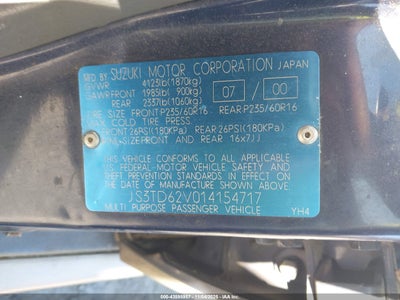 MFD BY SUZUKI MOTOR CORPORATION JAPAN
GVWR 4123lb(1870kg) 07 / 00
GAWR FRONT 1985lb( 900kg)
REAR 2337lb(1060kg)
TIRE SIZE FRONT P235/60R16 REAR P235/60R16
COLD TIRE PRESS.
FRONT 26PSI(180KPa) REAR 26PSI(180KPa)
RIM SIZE FRONT AND REAR 16x7JJ
THIS VEHICLE CONFORMS TO ALL APPLICABLE
FEDERAL MOTOR VEHICLE SAFETY
AND THEFT PREVENTION STANDARDS IN EFFECT
ON THE DATE OF MANUFACTURE SHOWN ABOVE.
JS3TD62V014154717
MULTI PURPOSE PASSENGER VEHICLE YH4